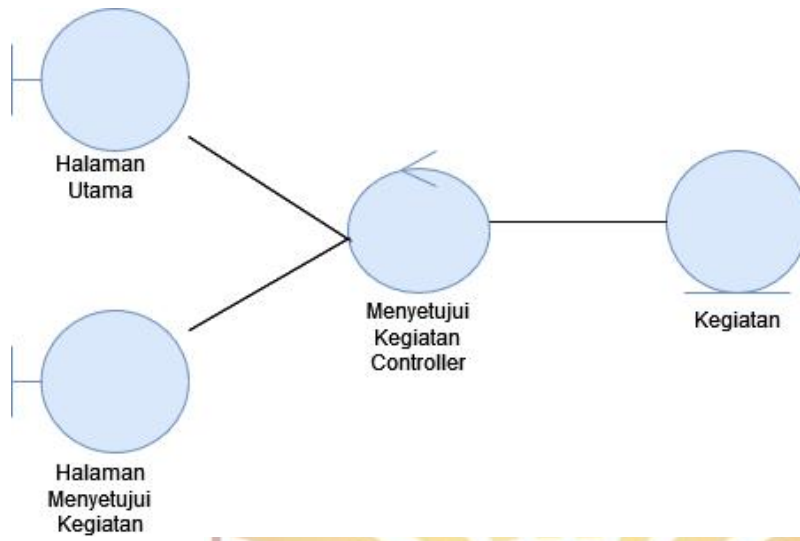 Halaman
Utama
Menyetujui
Kegiatan
Controller
Kegiatan
Halaman
Menyetujui
Kegiatan